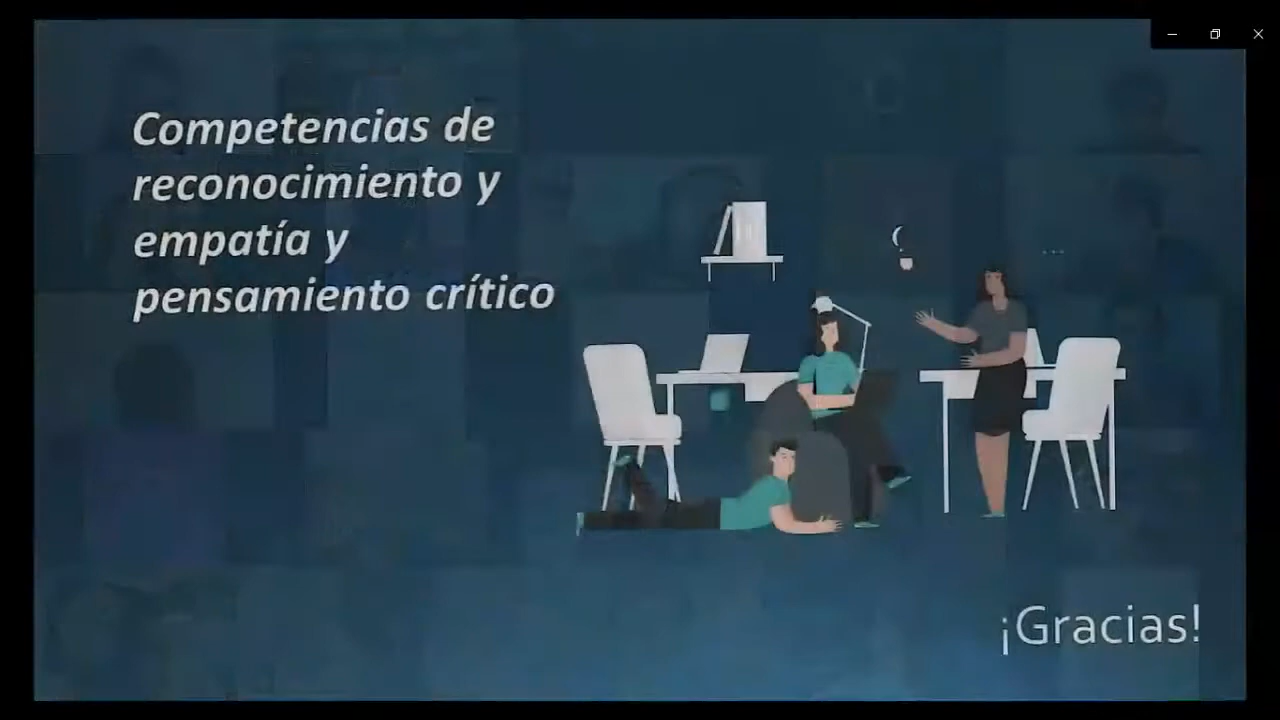 Competencias de
reconocimiento y
empatía y
pensamiento crítico
¡Gracias!